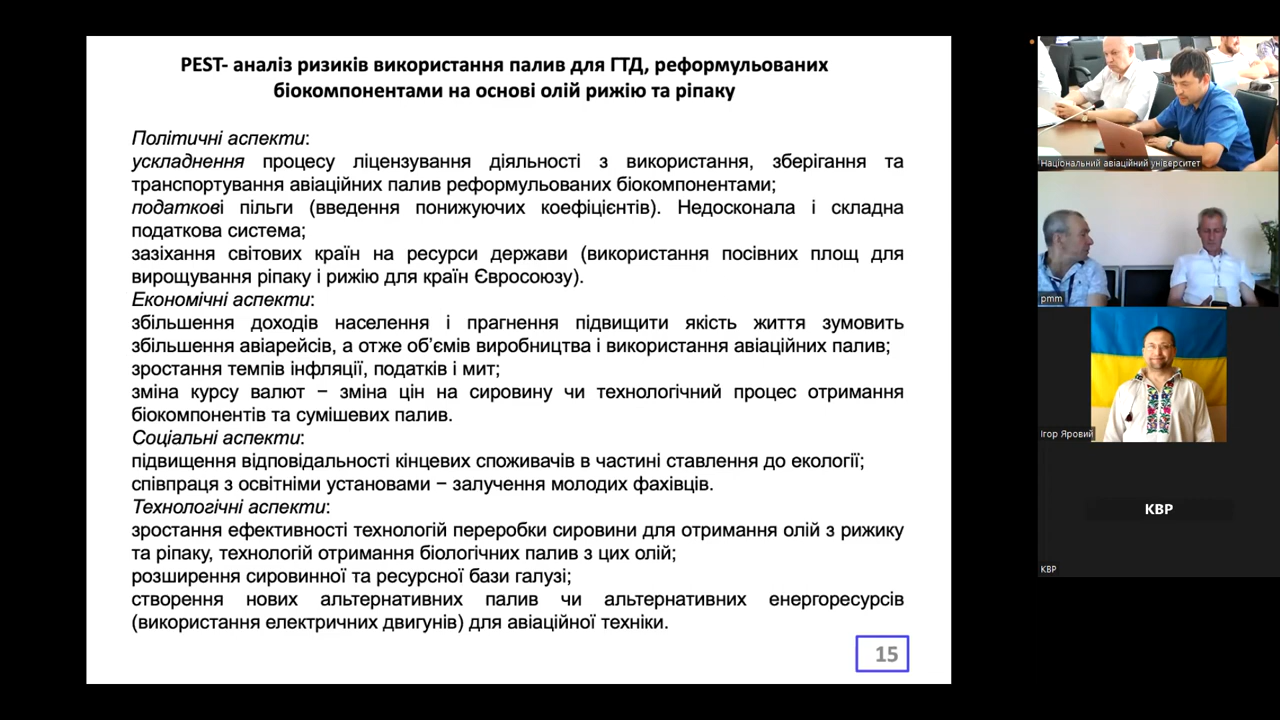 PEST- аналіз ризиків використання палив для ГТД, реформульованих
біокомпонентами на основі олій рижію та ріпаку
Політичні аспекти:
ускладнення процесу ліцензування діяльності з використання, зберігання та
транспортування авіаційних палив реформульованих біокомпонентами;
податкові пільги (введення понижуючих коефіцієнтів). Недосконала і складна
податкова система;
зазіхання світових країн на ресурси держави (використання посівних площ для
вирощування ріпаку і рижію для країн Євросоюзу).
Економічні аспекти:
збільшення доходів населення і прагнення підвищити якість життя зумовить
збільшення авіарейсів, а отже об’ємів виробництва і використання авіаційних палив;
зростання темпів інфляції, податків і мит;
зміна курсу валют − зміна цін на сировину чи технологічний процес отримання
біокомпонентів та сумішевих палив.
Соціальні аспекти:
підвищення відповідальності кінцевих споживачів в частині ставлення до екології;
співпраця з освітніми установами − залучення молодих фахівців.
Технологічні аспекти:
зростання ефективності технологій переробки сировини для отримання олій з рижику
та ріпаку, технологій отримання біологічних палив з цих олій;
розширення сировинної та ресурсної бази галузі;
створення нових альтернативних палив чи альтернативних енергоресурсів
(використання електричних двигунів) для авіаційної техніки.
15
Національний авіаційний університет
pmm
Ігор Яровий
КВР
КВР